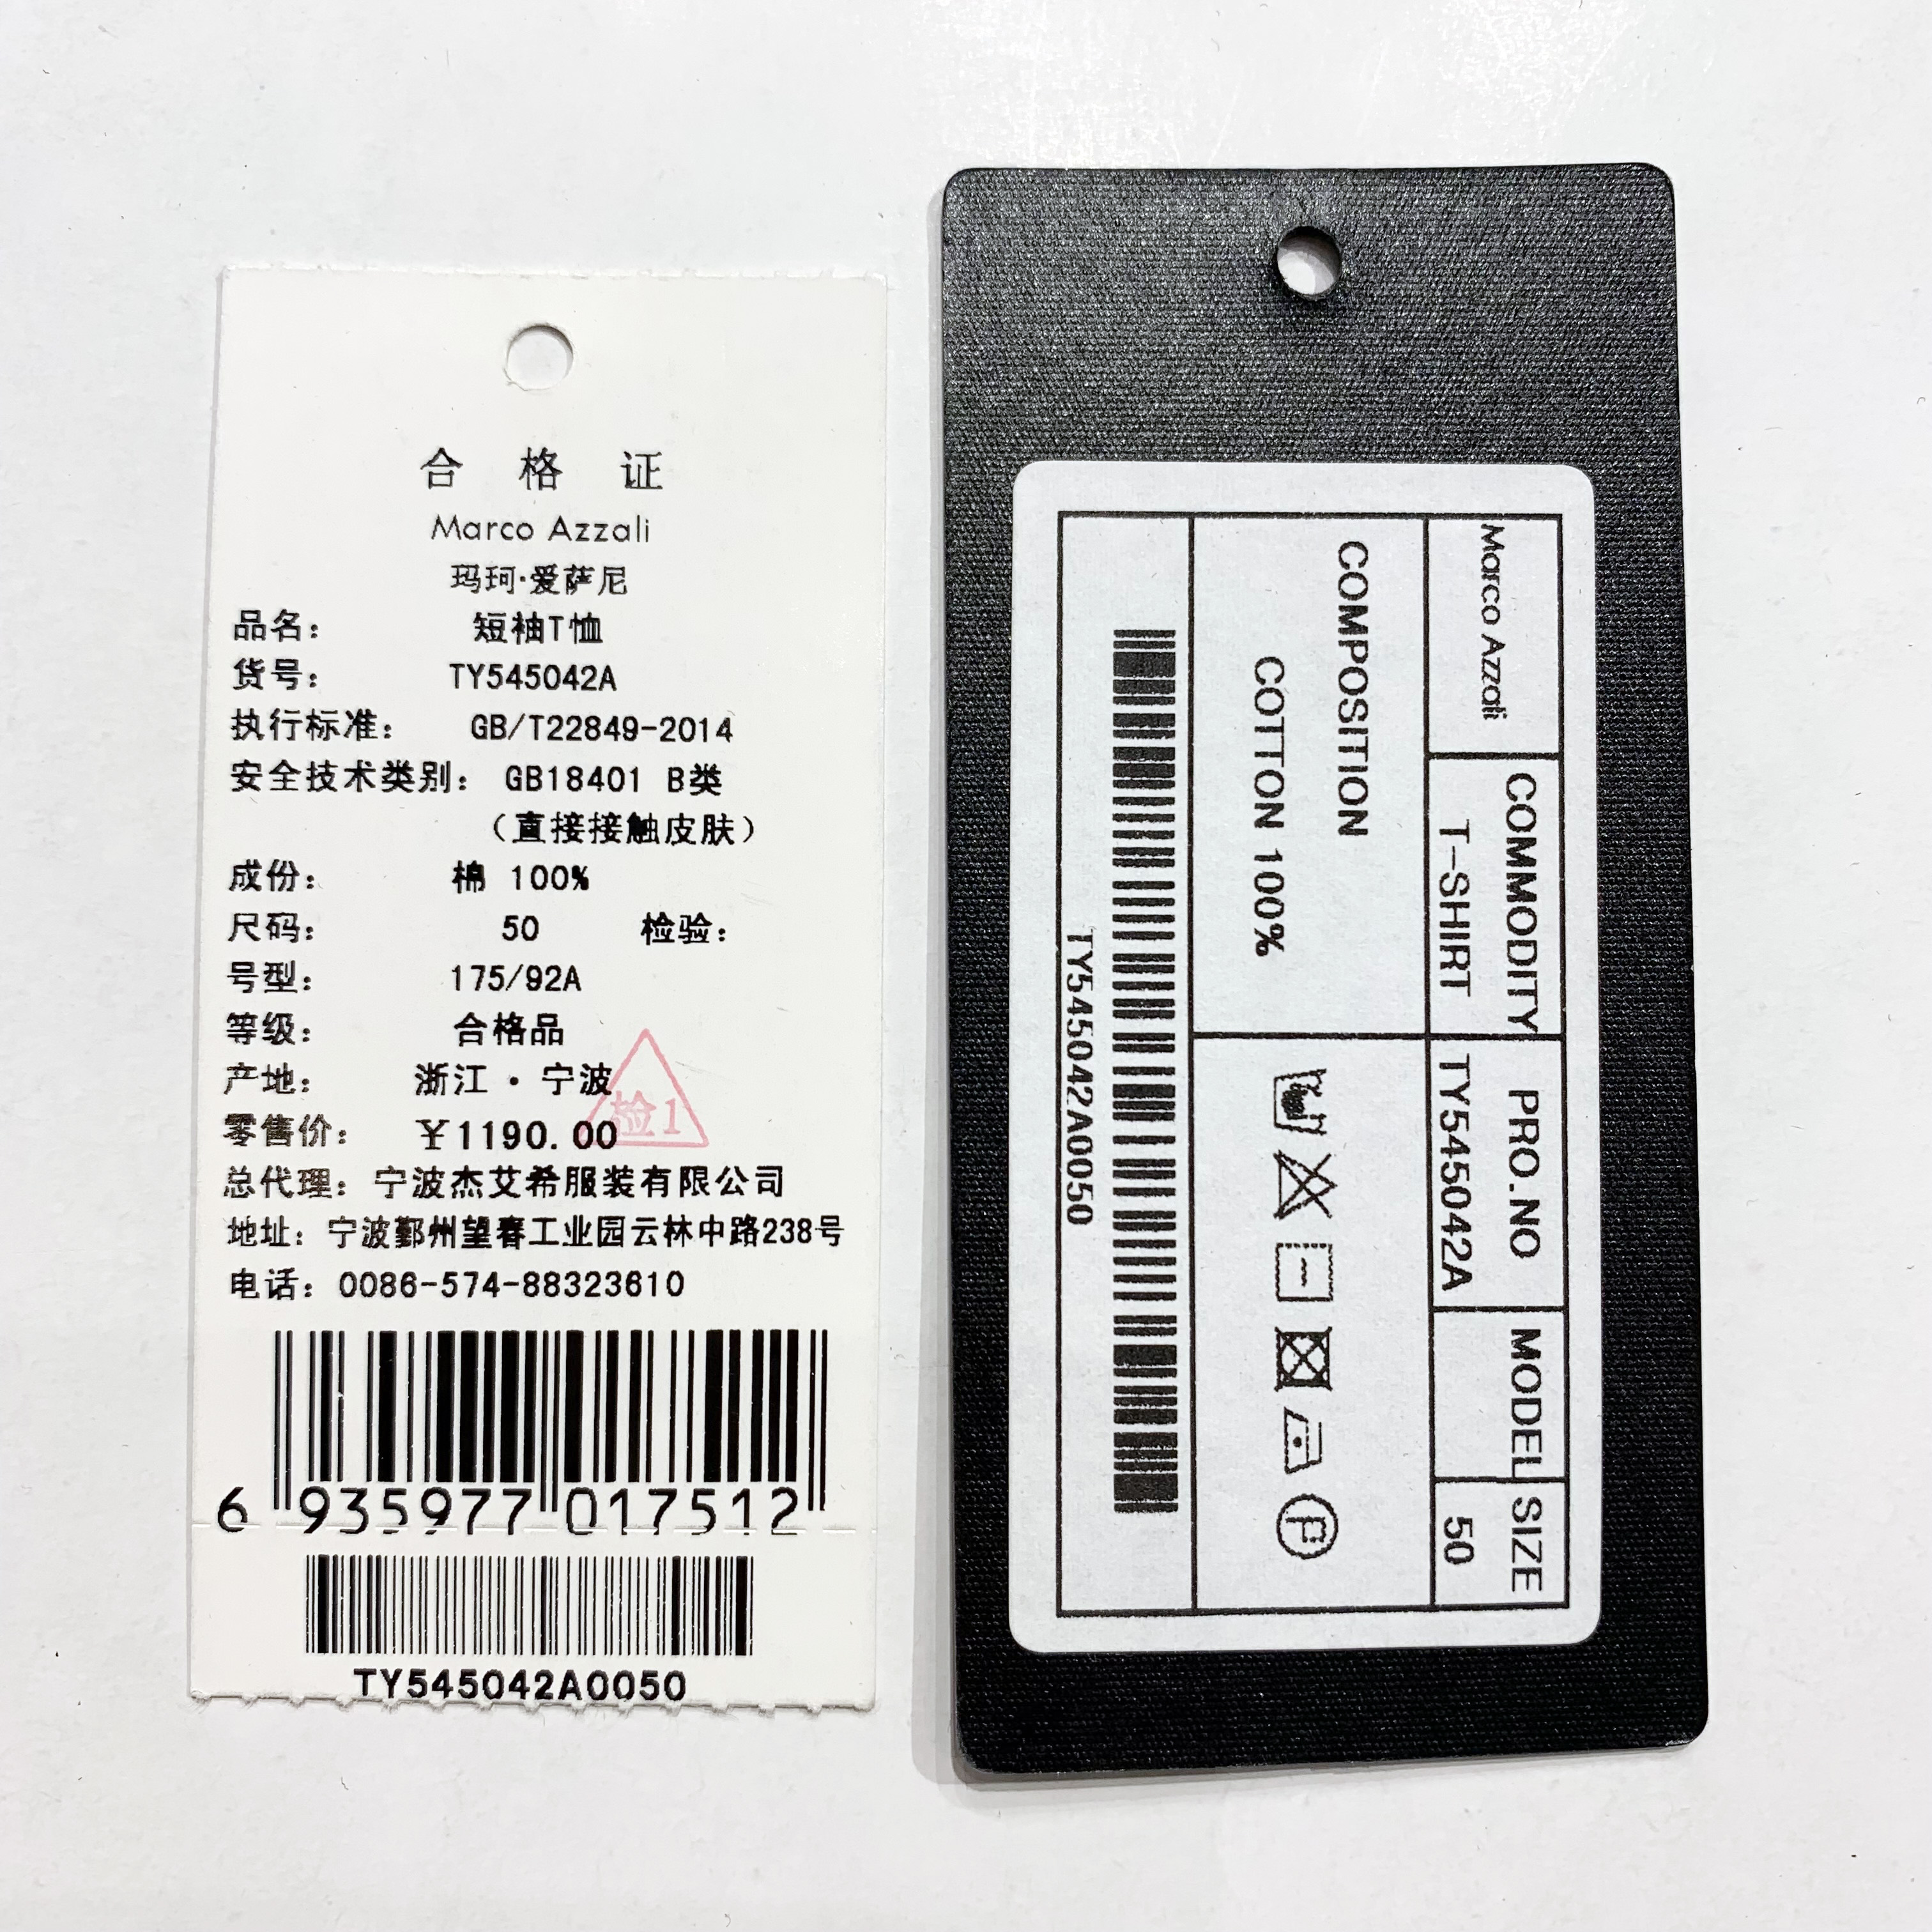 合格证
Marco Azzali
玛珂·爱萨尼
品名： 短袖T恤
货号： TY545042A
执行标准： GB/T22849-2014
安全技术类别： GB18401 B类
（直接接触皮肤）
成份： 棉 100%
尺码： 50 检验：
号型： 175/92A
等级： 合格品
产地： 浙江·宁波
检1
零售价： ￥1190.00
总代理： 宁波杰艾希服装有限公司
地址： 宁波鄞州望春工业园云林中路238号
电话： 0086-574-88323610
6 935977 017512
TY545042A0050
Marco Azzali
COMMODITY
T-SHIRT
PRO.NO
TY545042A
MODEL
SIZE
50
COMPOSITION
COTTON 100%
P
TY545042A0050